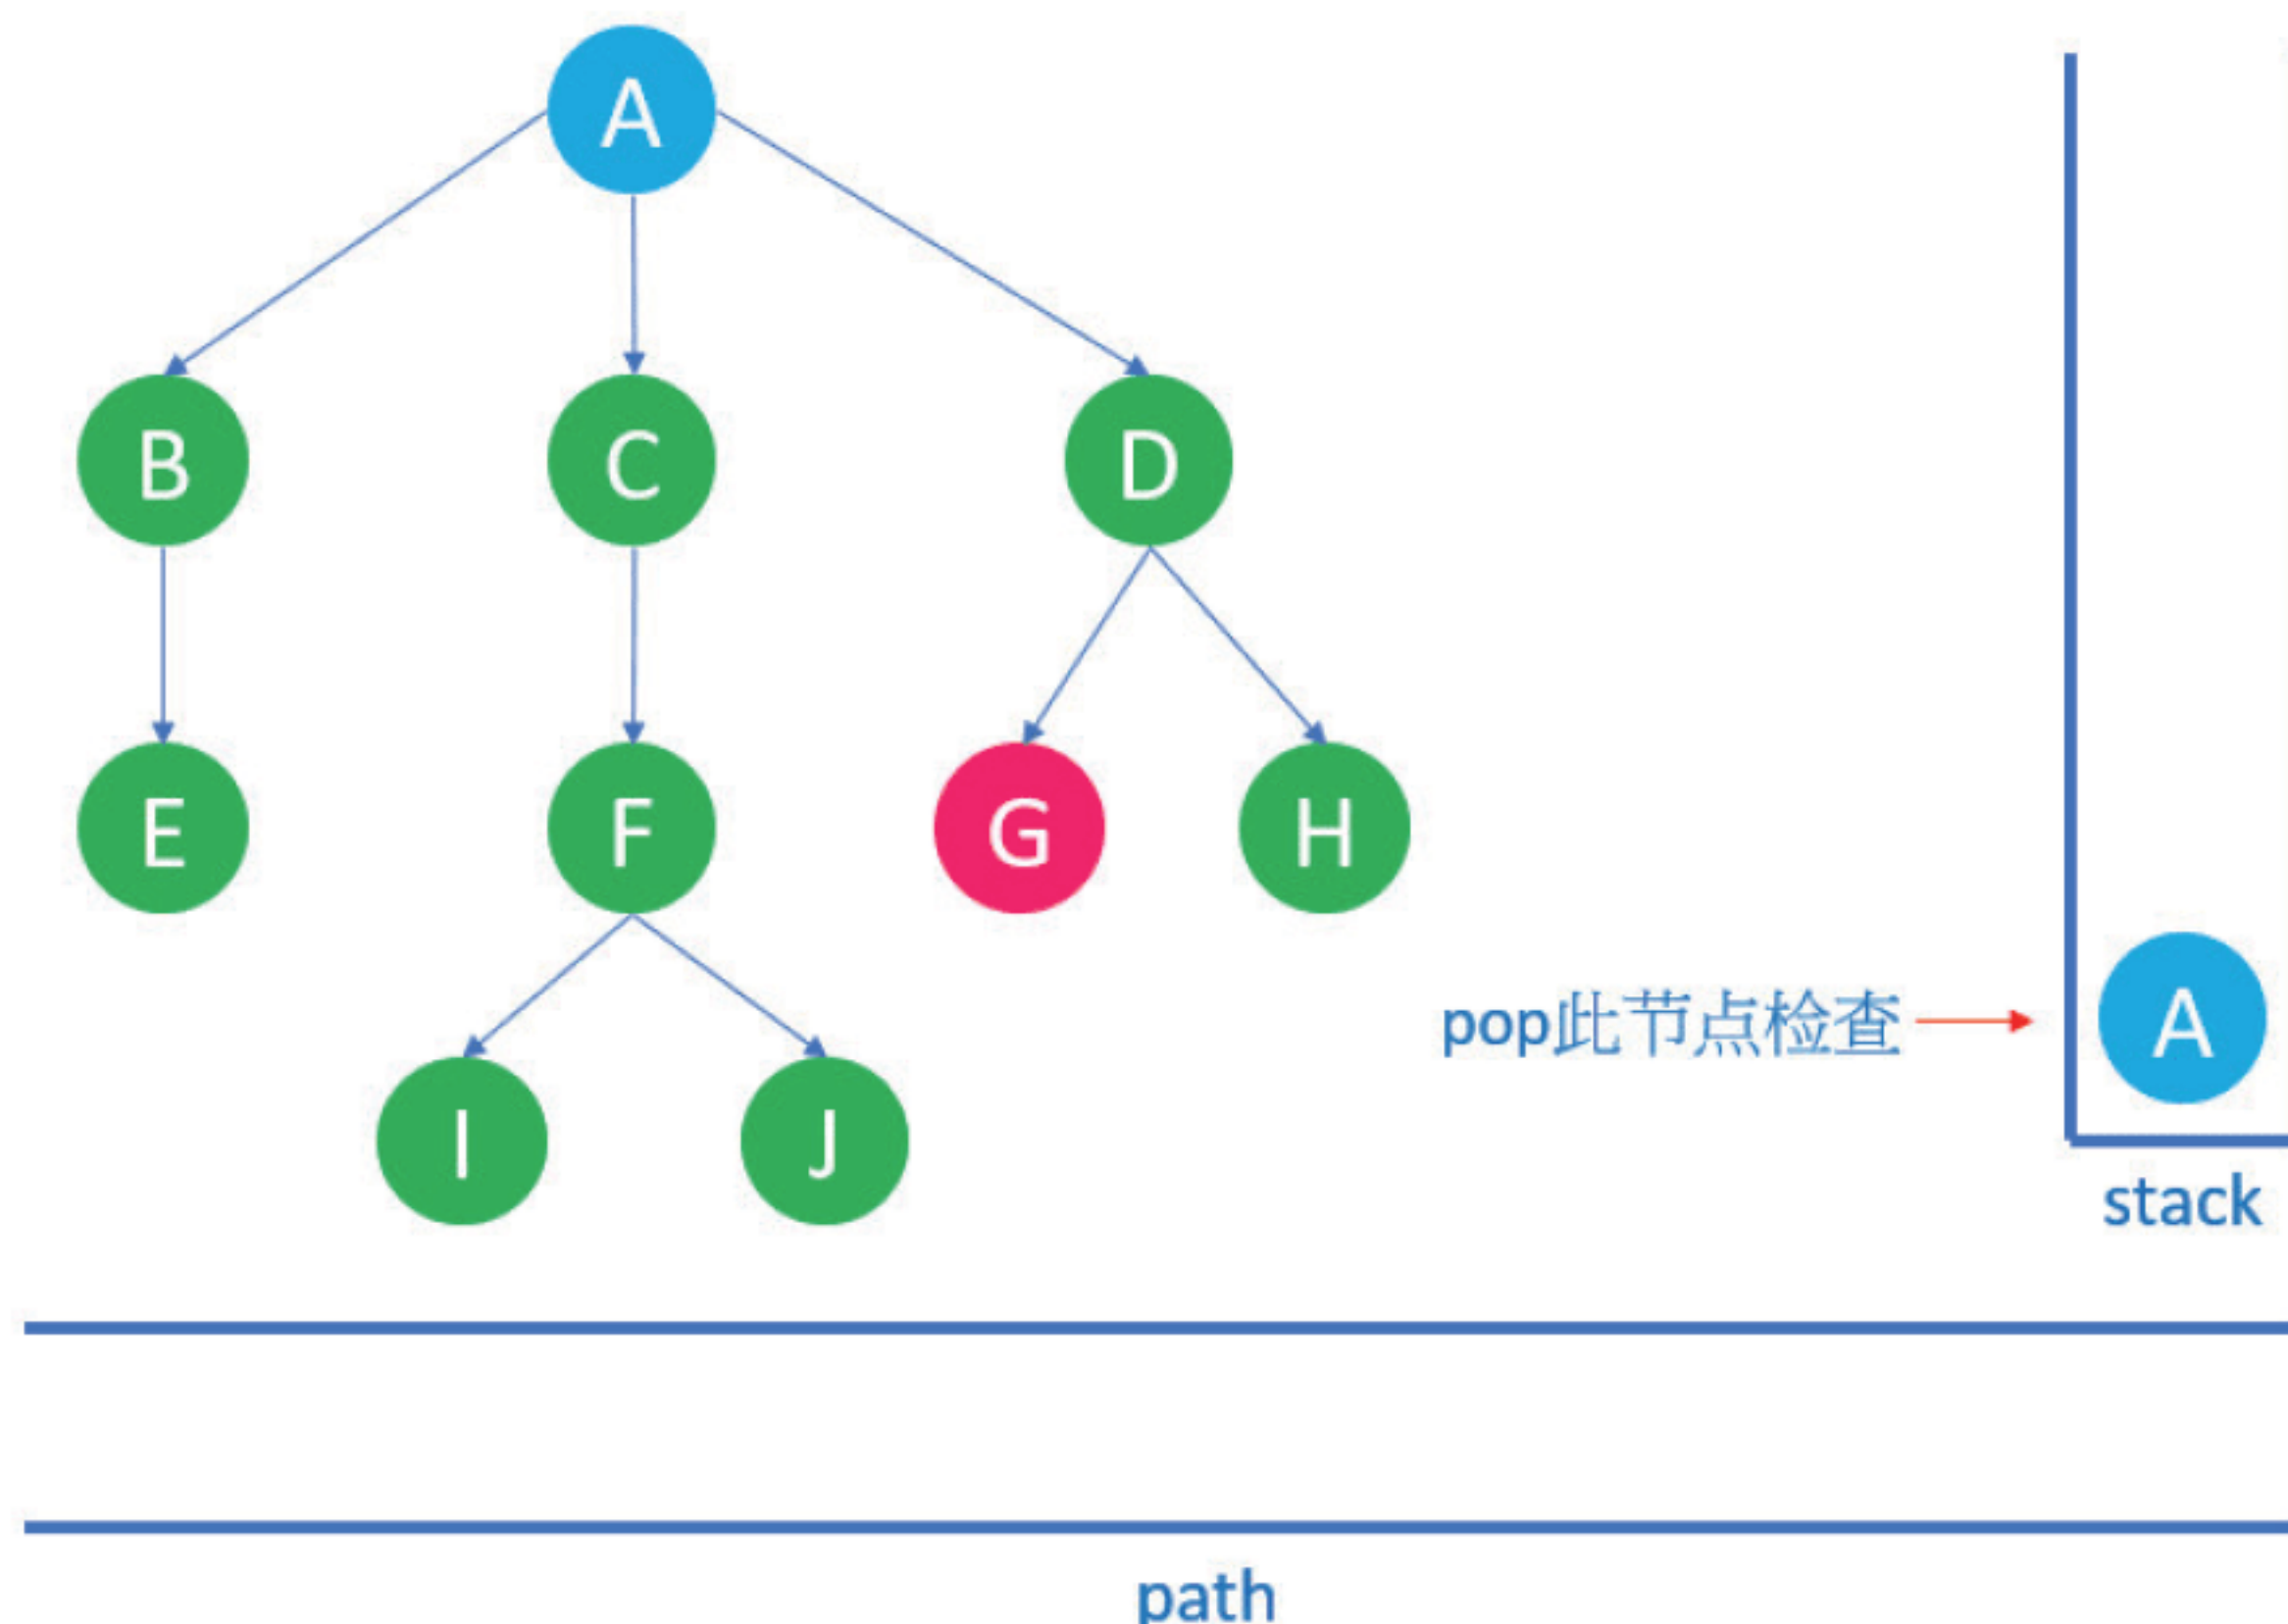 A
B C D
E F G H
pop此节点检查 A
I J
stack
path